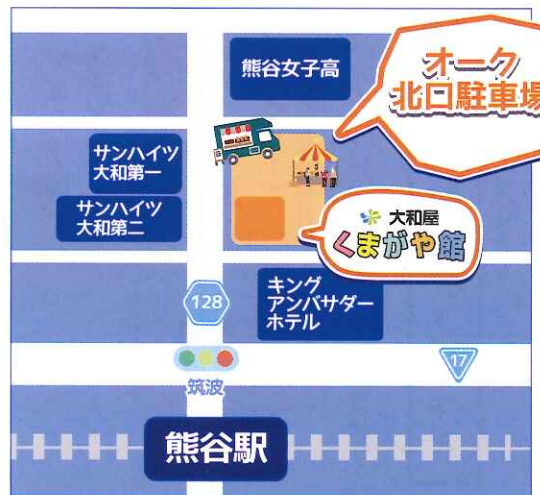 熊谷女子高
オーク
北口駐車場
サンハイツ
大和第一
サンハイツ
大和第二
大和屋
くまがや館
128
キング
アンバサダー
ホテル
17
筑波
熊谷駅